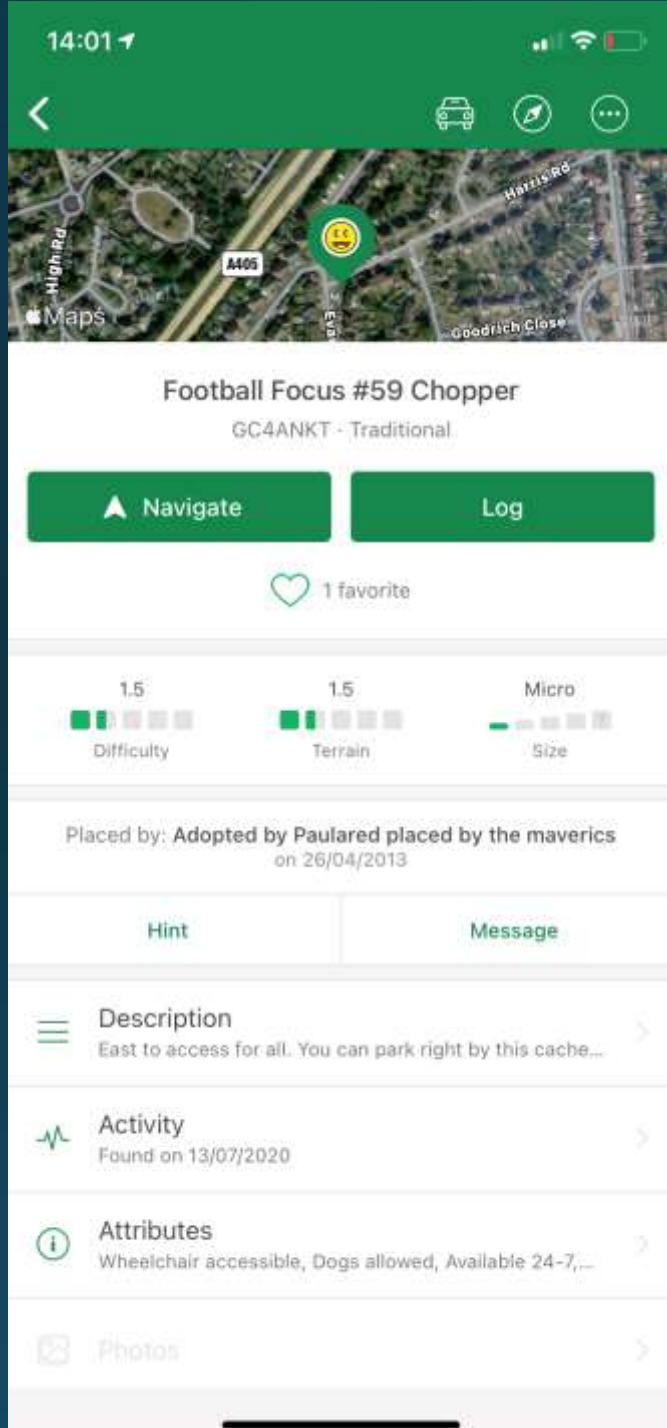 14:01
High Rd
A405
Harris Rd
Eva
Goodrich Close
Maps
Football Focus #59 Chopper
GC4ANKT · Traditional
Navigate
Log
1 favorite
1.5
1.5
Micro
?
Difficulty
Terrain
Size
Placed by: Adopted by Paulared placed by the maverics
on 26/04/2013
Hint
Message
Description
East to access for all. You can park right by this cache...
Activity
Found on 13/07/2020
Attributes
Wheelchair accessible, Dogs allowed, Available 24-7,...
Photos